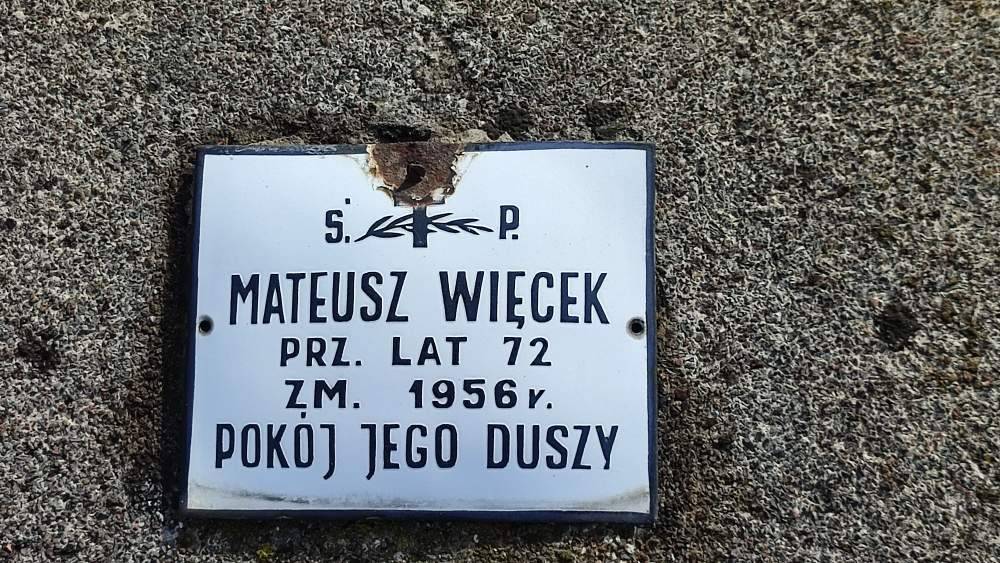 Ś. P.
MATEUSZ WIĘCEK
PRZ. LAT 72
ZM. 1956 r.
POKÓJ JEGO DUSZY